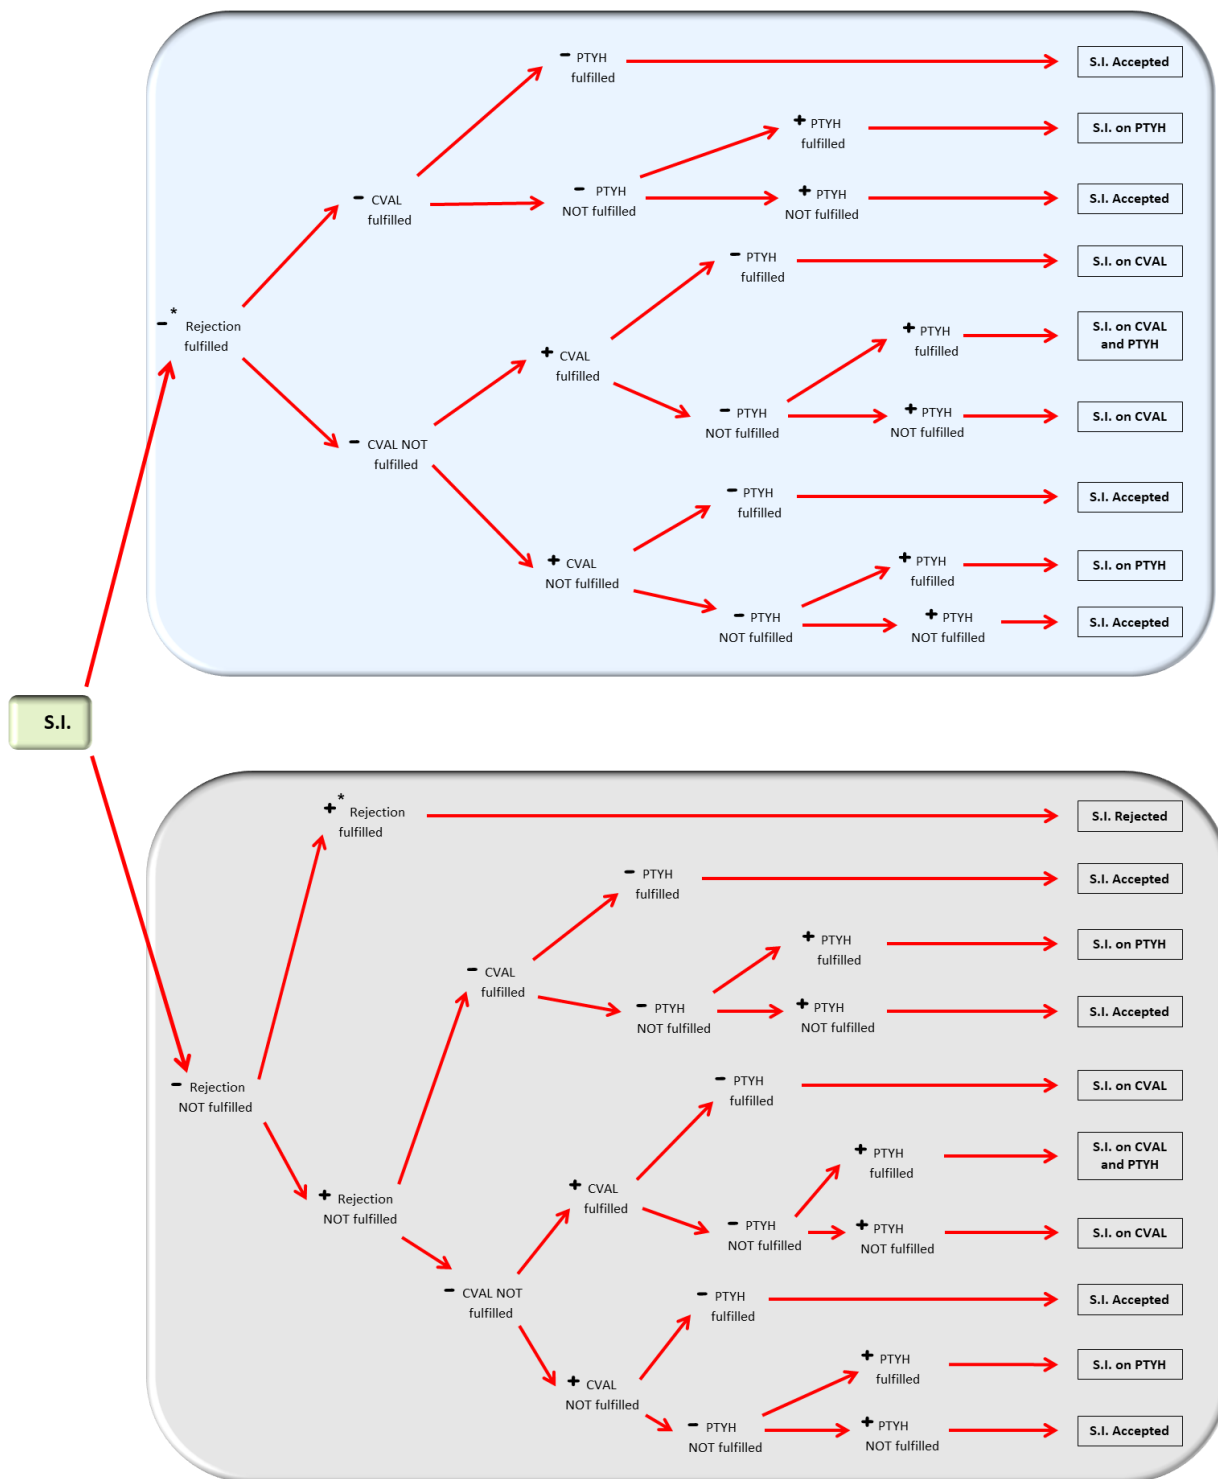 - PTYH
fulfilled
S.I. Accepted
+ PTYH
fulfilled
S.I. on PTYH
- CVAL
fulfilled
- PTYH
NOT fulfilled
+ PTYH
NOT fulfilled
S.I. Accepted
- PTYH
fulfilled
S.I. on CVAL
-* Rejection
fulfilled
+ CVAL
fulfilled
+ PTYH
fulfilled
S.I. on CVAL
and PTYH
- PTYH
NOT fulfilled
+ PTYH
NOT fulfilled
S.I. on CVAL
- CVAL NOT
fulfilled
- PTYH
fulfilled
S.I. Accepted
+ CVAL
NOT fulfilled
+ PTYH
fulfilled
S.I. on PTYH
- PTYH
NOT fulfilled
+ PTYH
NOT fulfilled
S.I. Accepted
S.I.
+* Rejection
fulfilled
S.I. Rejected
- PTYH
fulfilled
S.I. Accepted
+ PTYH
fulfilled
S.I. on PTYH
- CVAL
fulfilled
- PTYH
NOT fulfilled
+ PTYH
NOT fulfilled
S.I. Accepted
- Rejection
NOT fulfilled
- PTYH
fulfilled
S.I. on CVAL
+ PTYH
fulfilled
S.I. on CVAL
and PTYH
+ Rejection
NOT fulfilled
+ CVAL
fulfilled
- PTYH
NOT fulfilled
+ PTYH
NOT fulfilled
S.I. on CVAL
- CVAL NOT
fulfilled
- PTYH
fulfilled
S.I. Accepted
+ CVAL
NOT fulfilled
+ PTYH
fulfilled
S.I. on PTYH
- PTYH
NOT fulfilled
+ PTYH
NOT fulfilled
S.I. Accepted